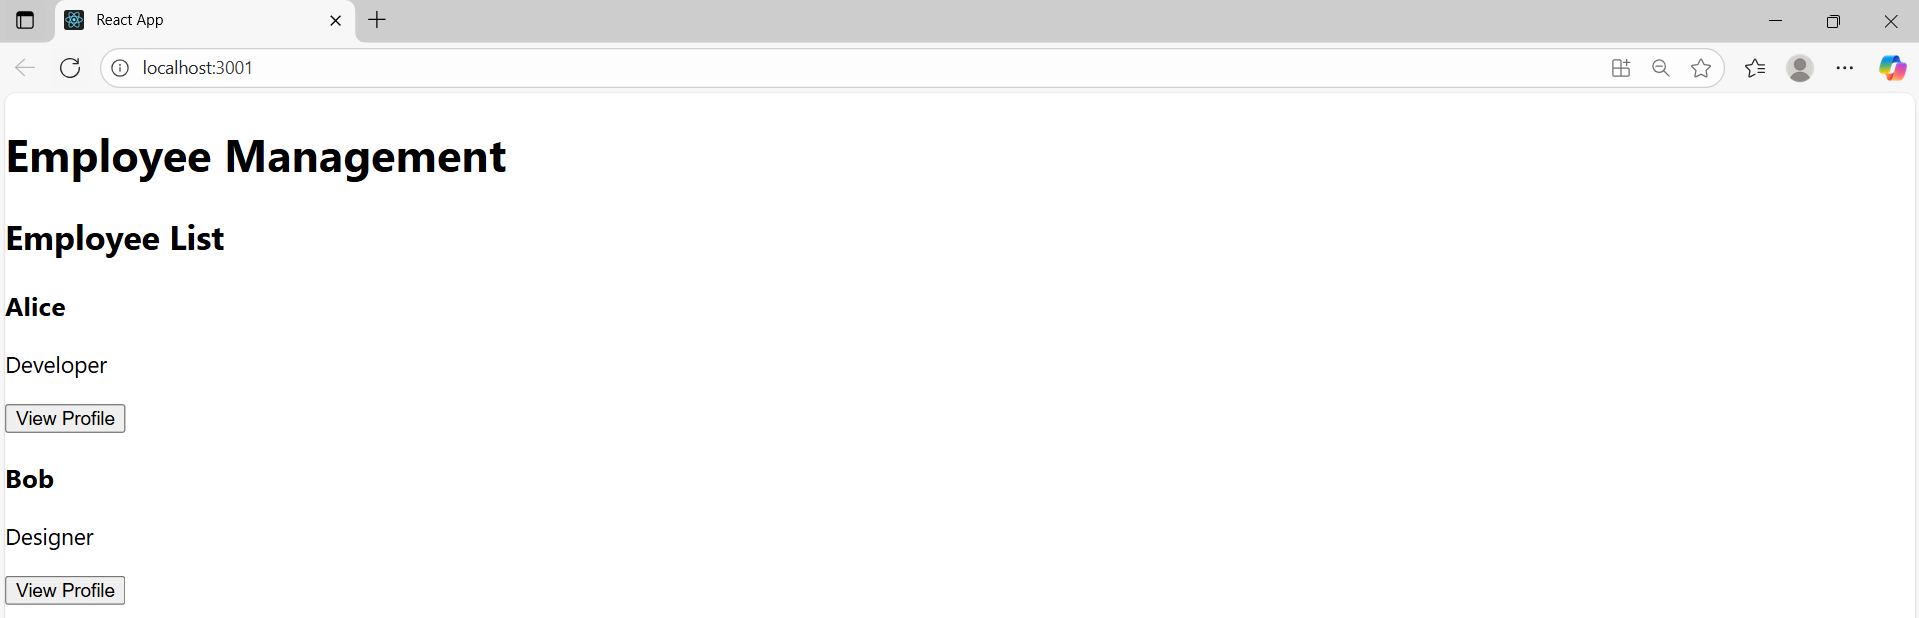 React App
localhost:3001
Employee Management
Employee List
Alice
Developer
View Profile
Bob
Designer
View Profile